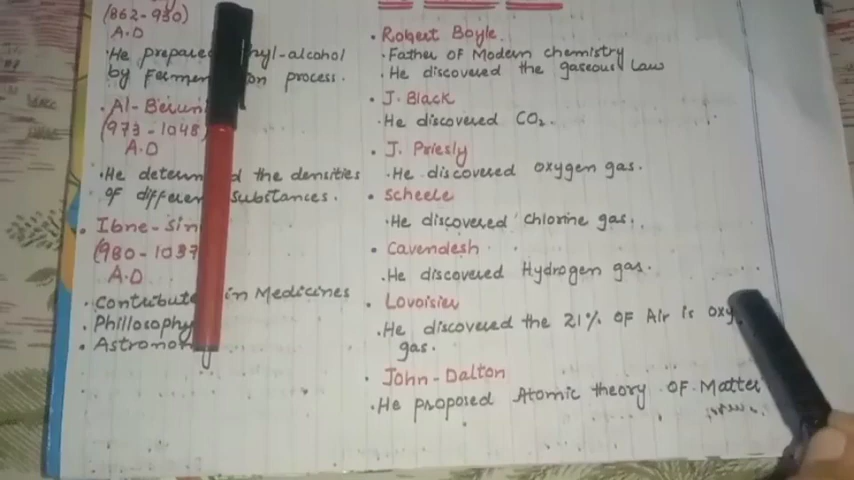 (862-930)
A.D
• He prepared hyl-alcohol
by Fermen on process.
• Al-Beruni
(973-1048)
A.D
• He determ d the densities
of differen substances.
• Ibne-Sin
(980-1037
A.D
• Contribute in Medicines
• Phillosophy
• Astronom
• Robert Boyle.
• Father OF Modern chemistry
• He discovered the gaseous Law
• J. Black
• He discovered CO₂.
• J. Priesly
• He discovered oxygen gas.
• Scheele
• He discovered Chlorine gas.
• Cavendesh
• He discovered Hydrogen gas.
• Lovoisier
• He discovered the 21% OF Air is oxy
gas.
• John-Dalton
• He proposed Atomic theory OF Matter